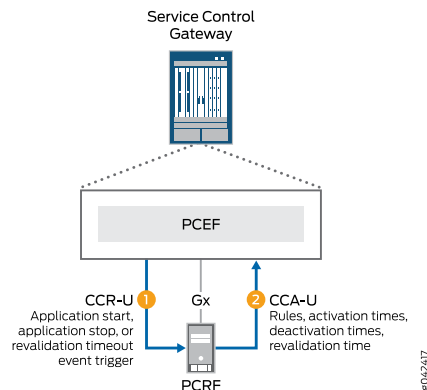 Service Control
Gateway
PCEF
CCR-U 1
Application start,
application stop, or
revalidation timeout
event trigger
Gx
2 CCA-U
Rules, activation times,
deactivation times,
revalidation time
PCRF
g042417